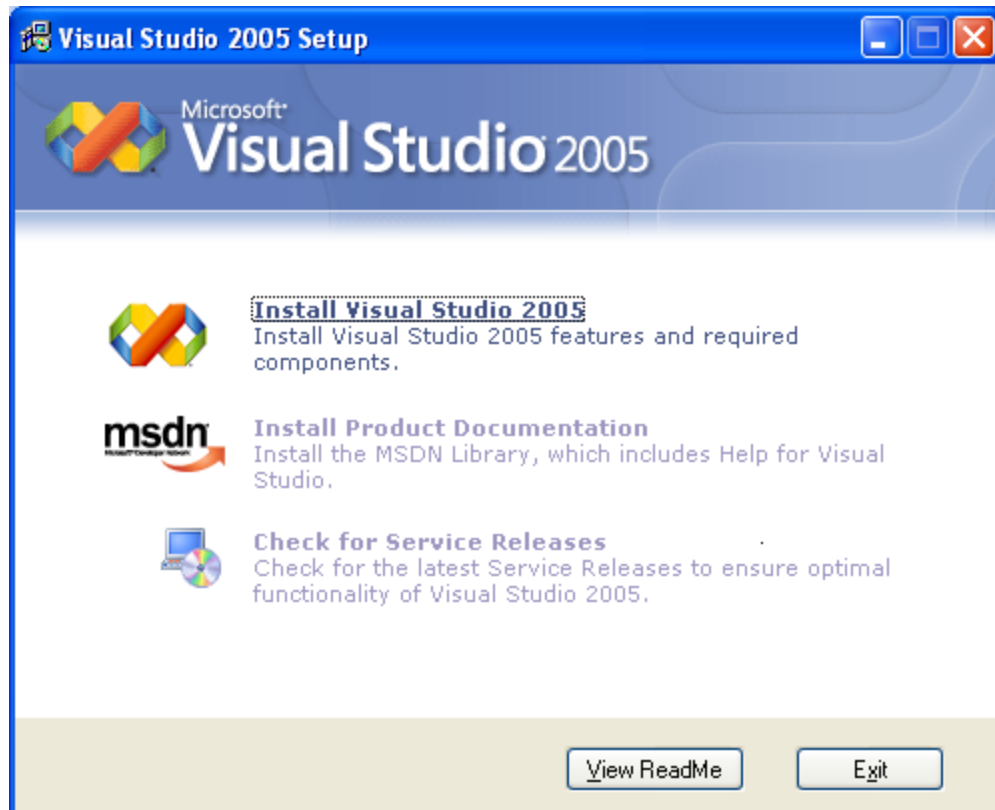 Visual Studio 2005 Setup
Microsoft
Visual Studio 2005
Install Visual Studio 2005
Install Visual Studio 2005 features and required
components.
msdn
Install Product Documentation
Install the MSDN Library, which includes Help for Visual
Studio.
Check for Service Releases
Check for the latest Service Releases to ensure optimal
functionality of Visual Studio 2005.
View ReadMe
Exit